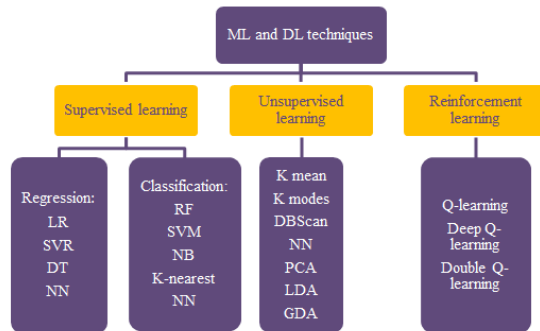 ML and DL techniques
Supervised learning
Unsupervised
learning
Reinforcement
learning
Regression:
LR
SVR
DT
NN
Classification:
RF
SVM
NB
K-nearest
NN
K mean
K modes
DBScan
NN
PCA
LDA
GDA
Q-learning
Deep Q-
learning
Double Q-
learning